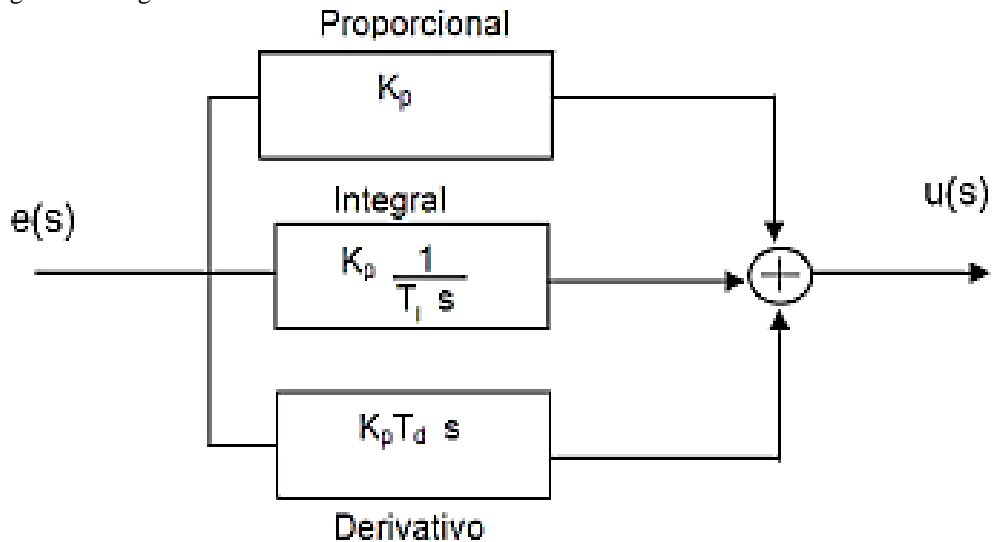 Proporcional
Kp
Integral
e(s)
u(s)
Kp 1
Ti s
KpTd s
Derivativo